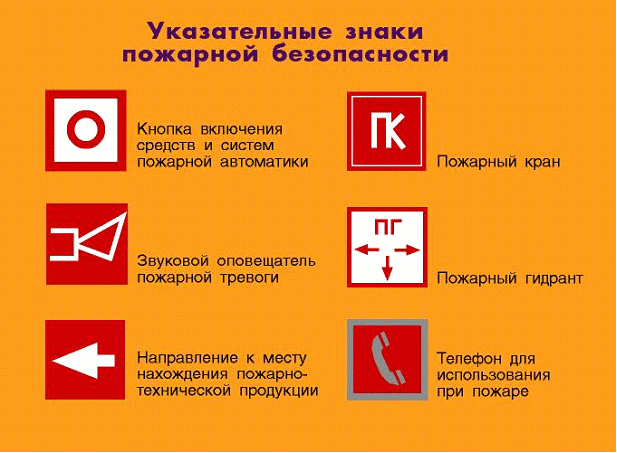 Указательные знаки
пожарной безопасности
Кнопка включения
средств и систем
пожарной автоматики
ПК
Пожарный кран
Звуковой оповещатель
пожарной тревоги
ПГ
Пожарный гидрант
Направление к месту
нахождения пожарно-
технической продукции
Телефон для
использования
при пожаре